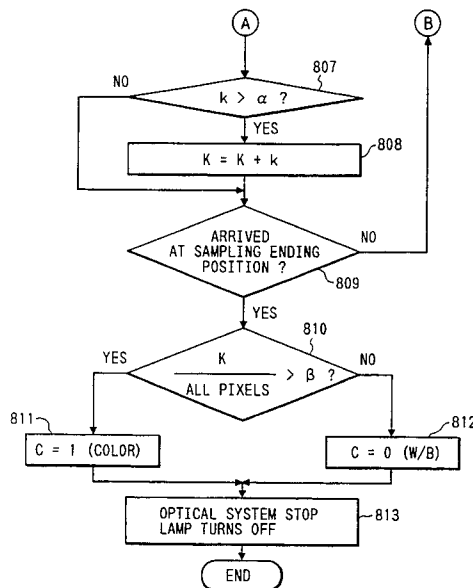 A
B
807
NO
k > α ?
YES
808
K = K + k
ARRIVED
AT SAMPLING ENDING
POSITION ?
NO
809
YES
810
YES
K
ALL PIXELS
> β ?
NO
811
C = 1 (COLOR)
812
C = 0 (W/B)
OPTICAL SYSTEM STOP
LAMP TURNS OFF
813
END